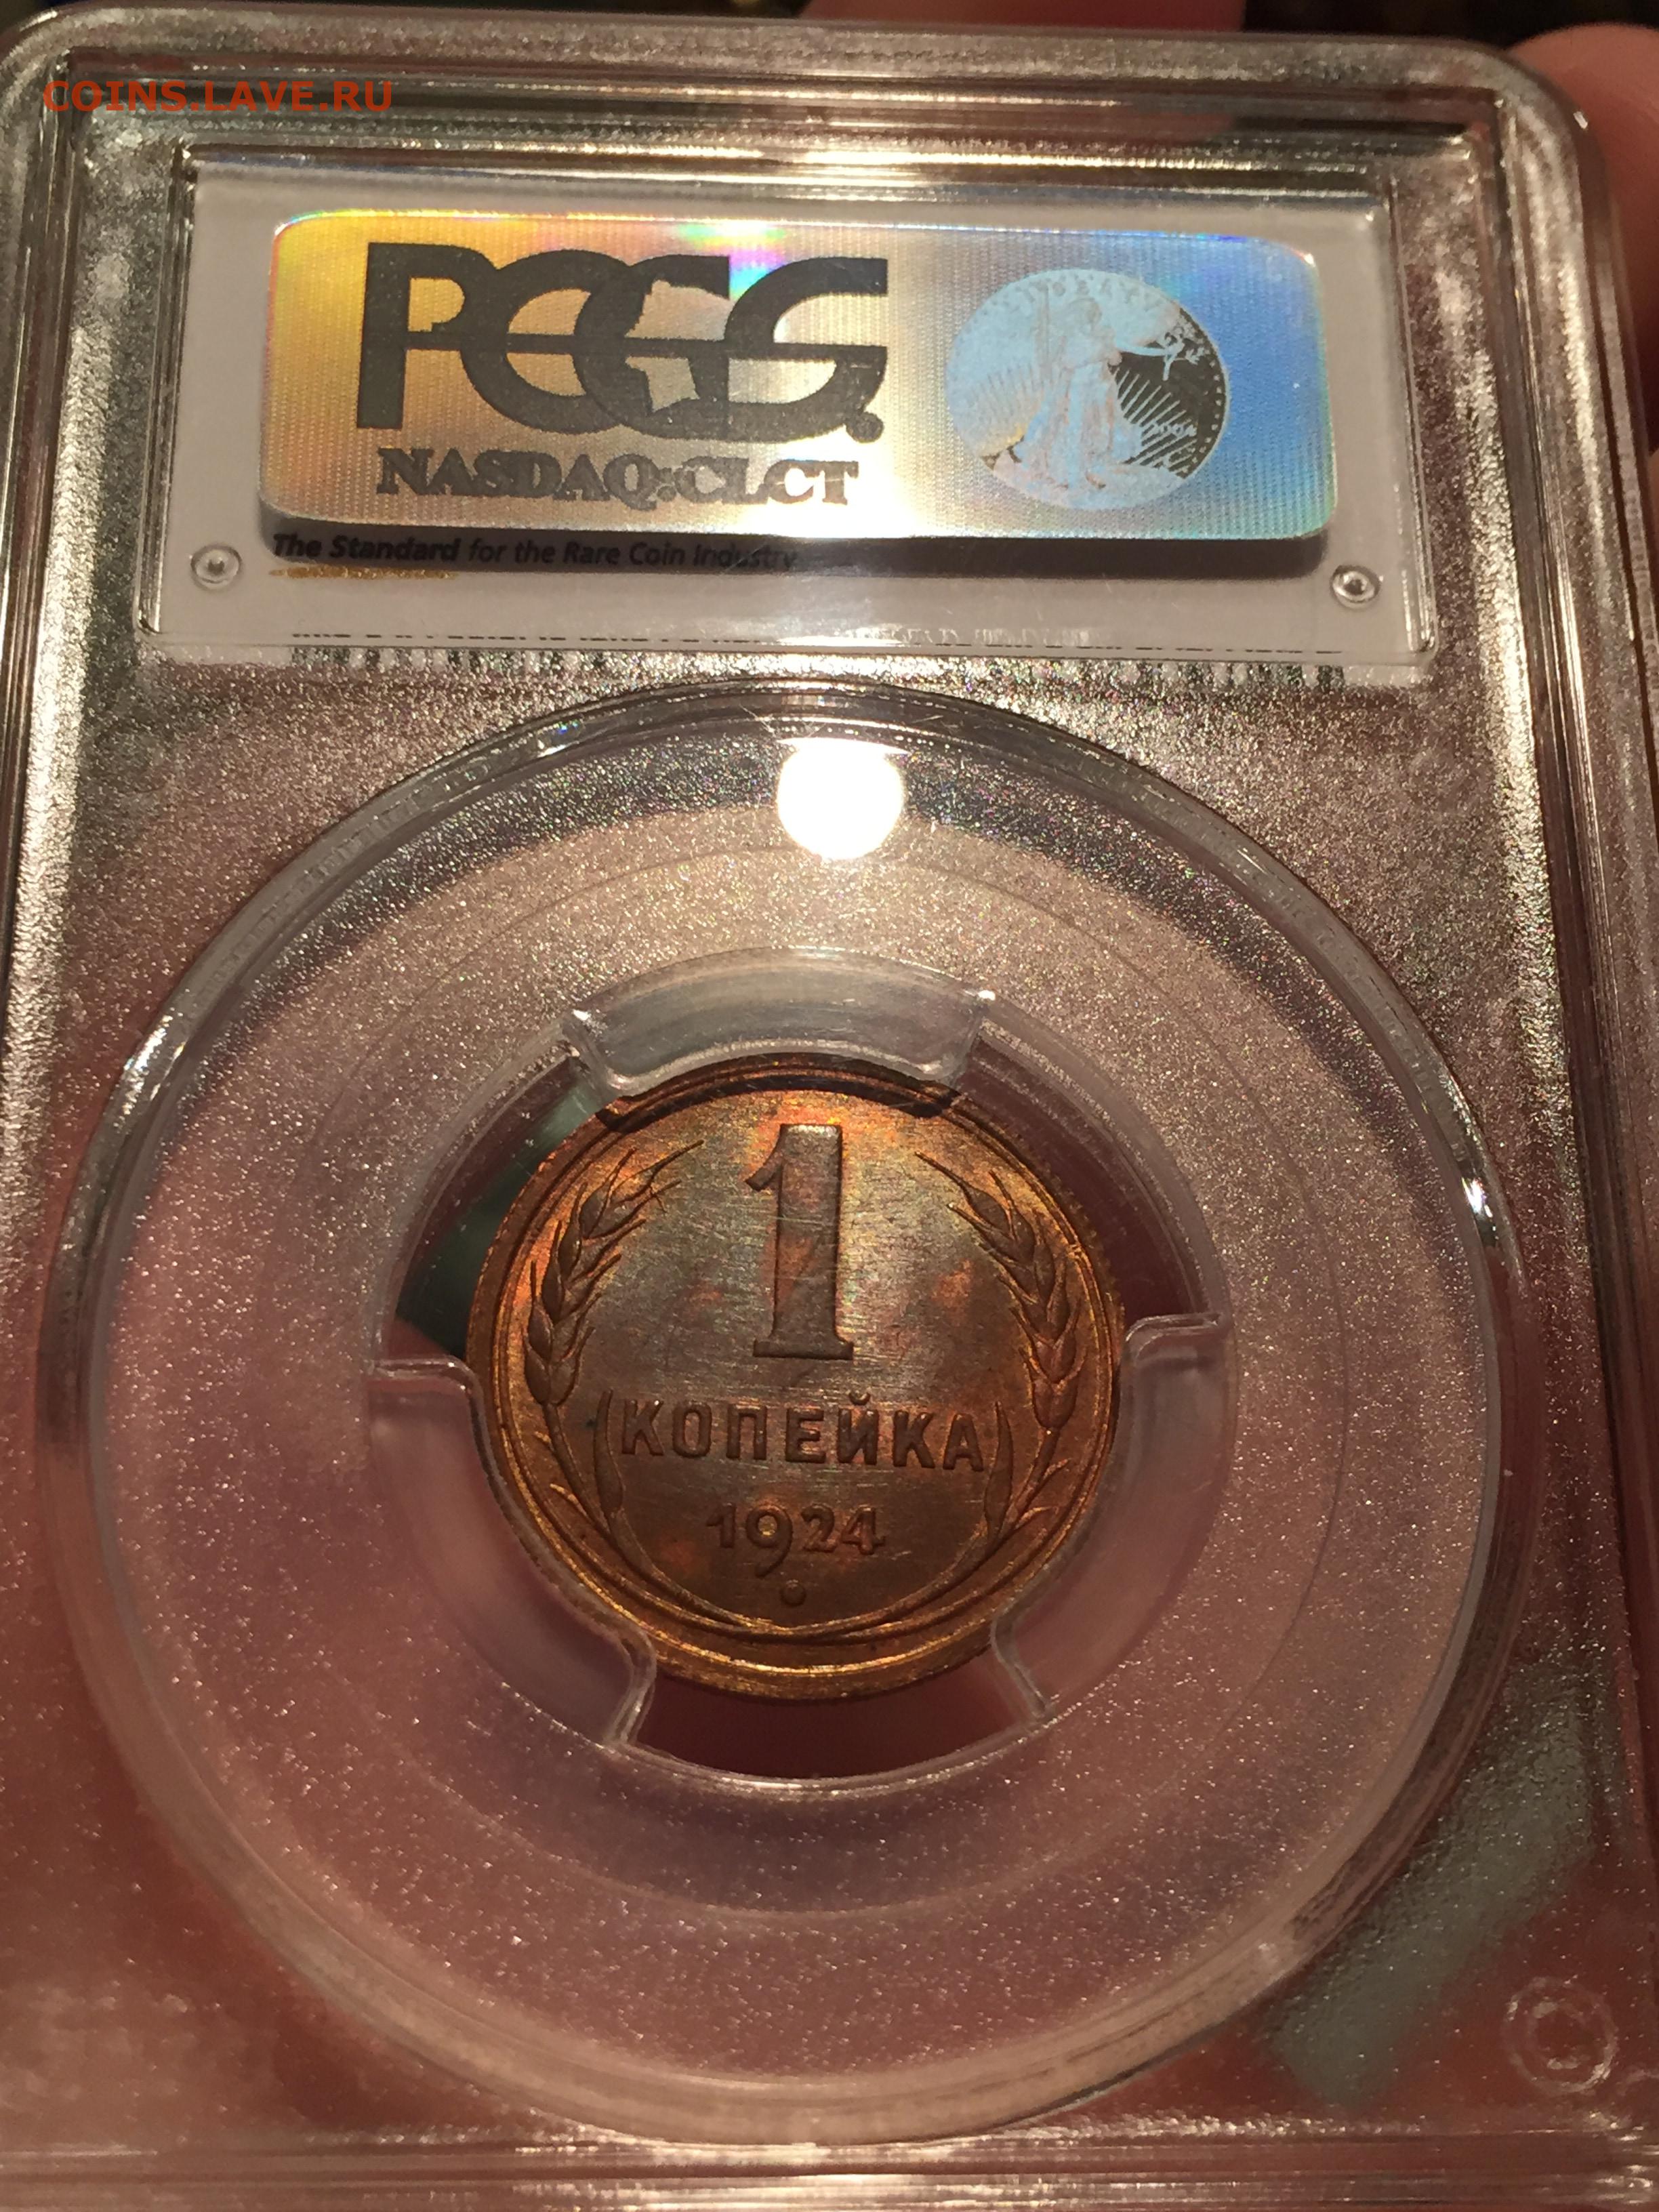 COINS.LAVE.RU
PCGS
NASDAQ:CLCT
The Standard for the Rare Coin Industry
1
КОПЕЙКА
1924
©